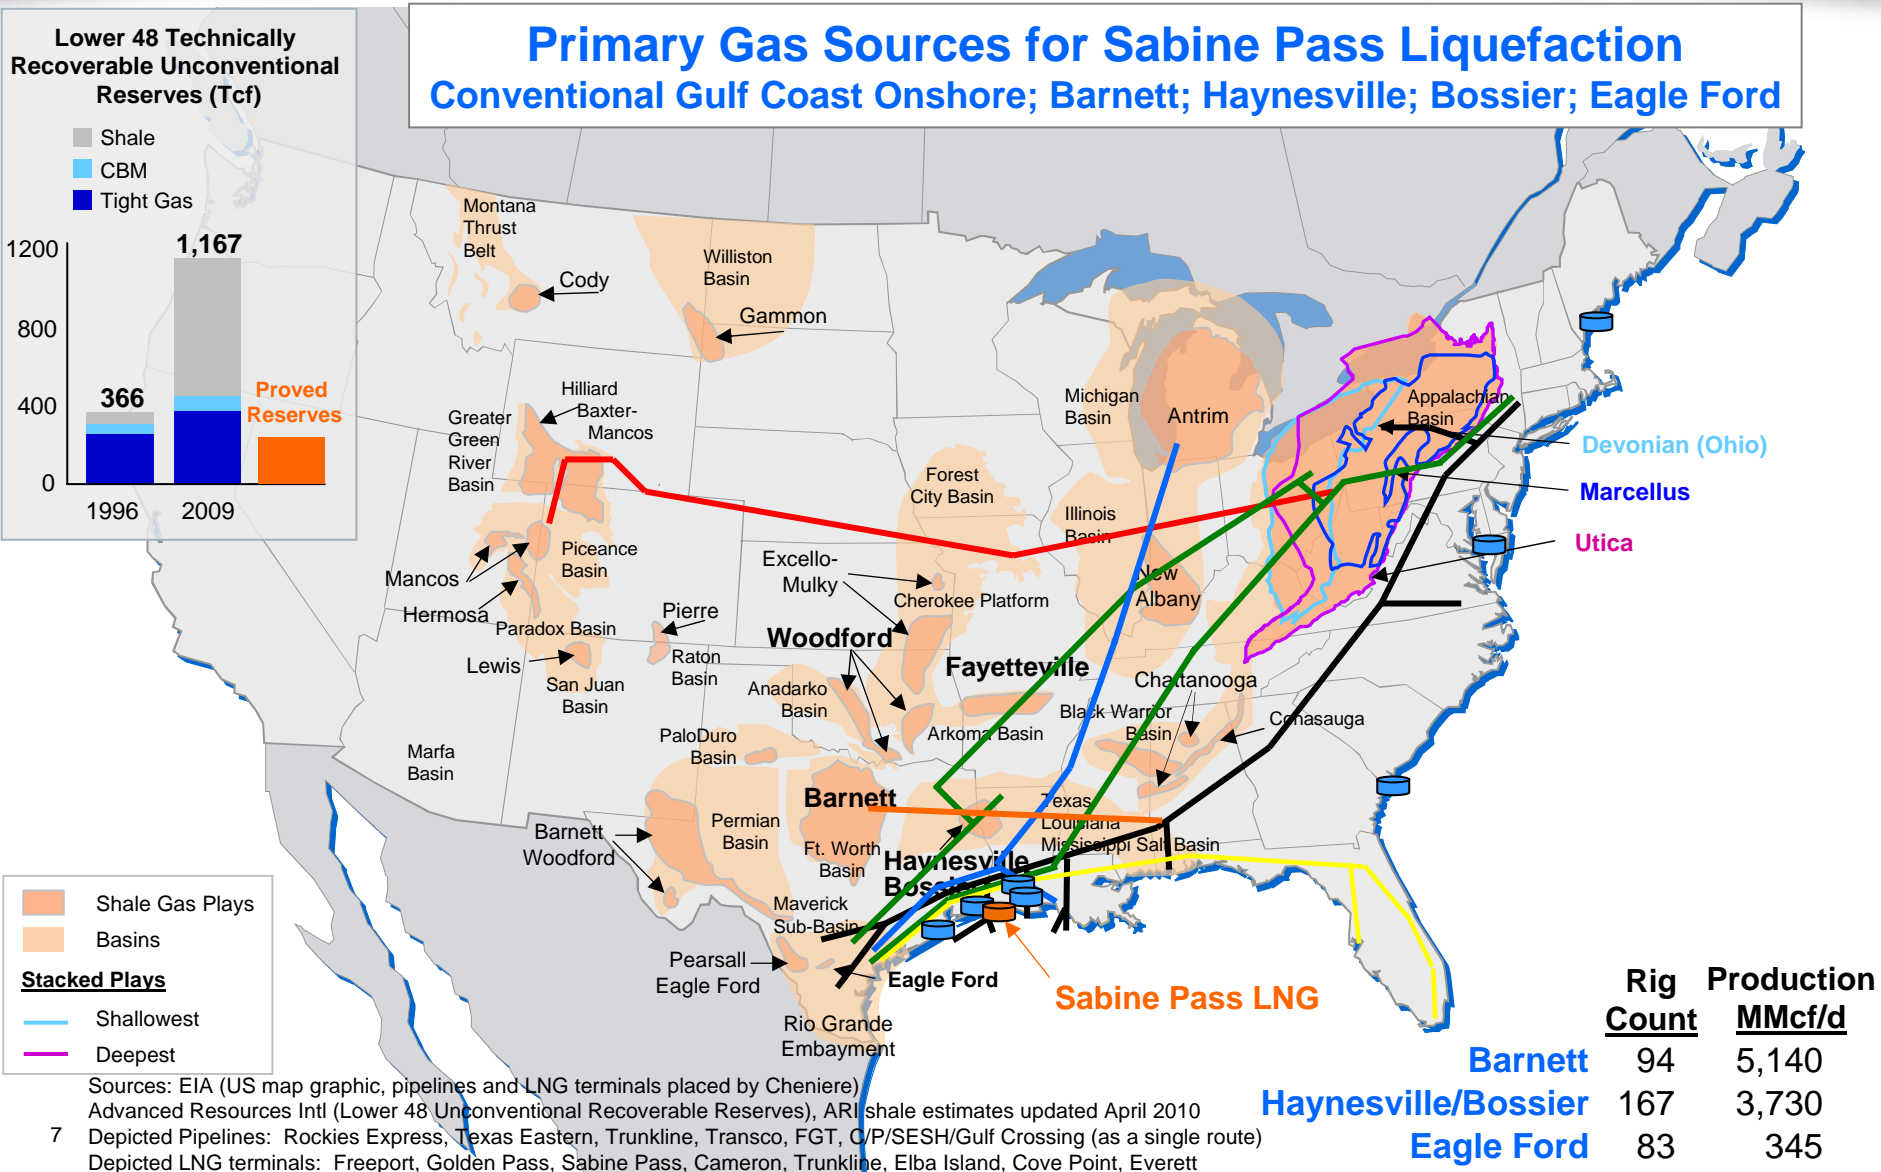 Primary Gas Sources for Sabine Pass Liquefaction
Conventional Gulf Coast Onshore; Barnett; Haynesville; Bossier; Eagle Ford
Lower 48 Technically
Recoverable Unconventional
Reserves (Tcf)
Shale
CBM
Tight Gas
1200
800
400
0
366
1,167
Proved
Reserves
1996
2009
Montana
Thrust
Belt
Cody
Williston
Basin
Gammon
Hilliard
Baxter-
Mancos
Greater
Green
River
Basin
Michigan
Basin
Antrim
Appalachian
Basin
Devonian (Ohio)
Marcellus
Utica
Forest
City Basin
Illinois
Basin
Piceance
Basin
Mancos
Hermosa
Excello-
Mulky
Cherokee Platform
New
Albany
Paradox Basin
Pierre
Lewis
Raton
Basin
San Juan
Basin
Woodford
Fayetteville
Anadarko
Basin
Chattanooga
Black Warrior
Basin
Conasauga
Arkoma Basin
PaloDuro
Basin
Marfa
Basin
Barnett
Texas
Louisiana
Mississippi Salt Basin
Permian
Basin
Barnett
Woodford
Ft. Worth
Basin
Haynesville
Bossier
Maverick
Sub-Basin
Pearsall
Eagle Ford
Eagle Ford
Rio Grande
Embayment
Sabine Pass LNG
Shale Gas Plays
Basins
Stacked Plays
Shallowest
Deepest
Rig Production
Count MMcf/d
Barnett 94 5,140
Haynesville/Bossier 167 3,730
Eagle Ford 83 345
Sources: EIA (US map graphic, pipelines and LNG terminals placed by Cheniere)
Advanced Resources Intl (Lower 48 Unconventional Recoverable Reserves), ARI shale estimates updated April 2010
7 Depicted Pipelines: Rockies Express, Texas Eastern, Trunkline, Transco, FGT, C/P/SESH/Gulf Crossing (as a single route)
Depicted LNG terminals: Freeport, Golden Pass, Sabine Pass, Cameron, Trunkline, Elba Island, Cove Point, Everett